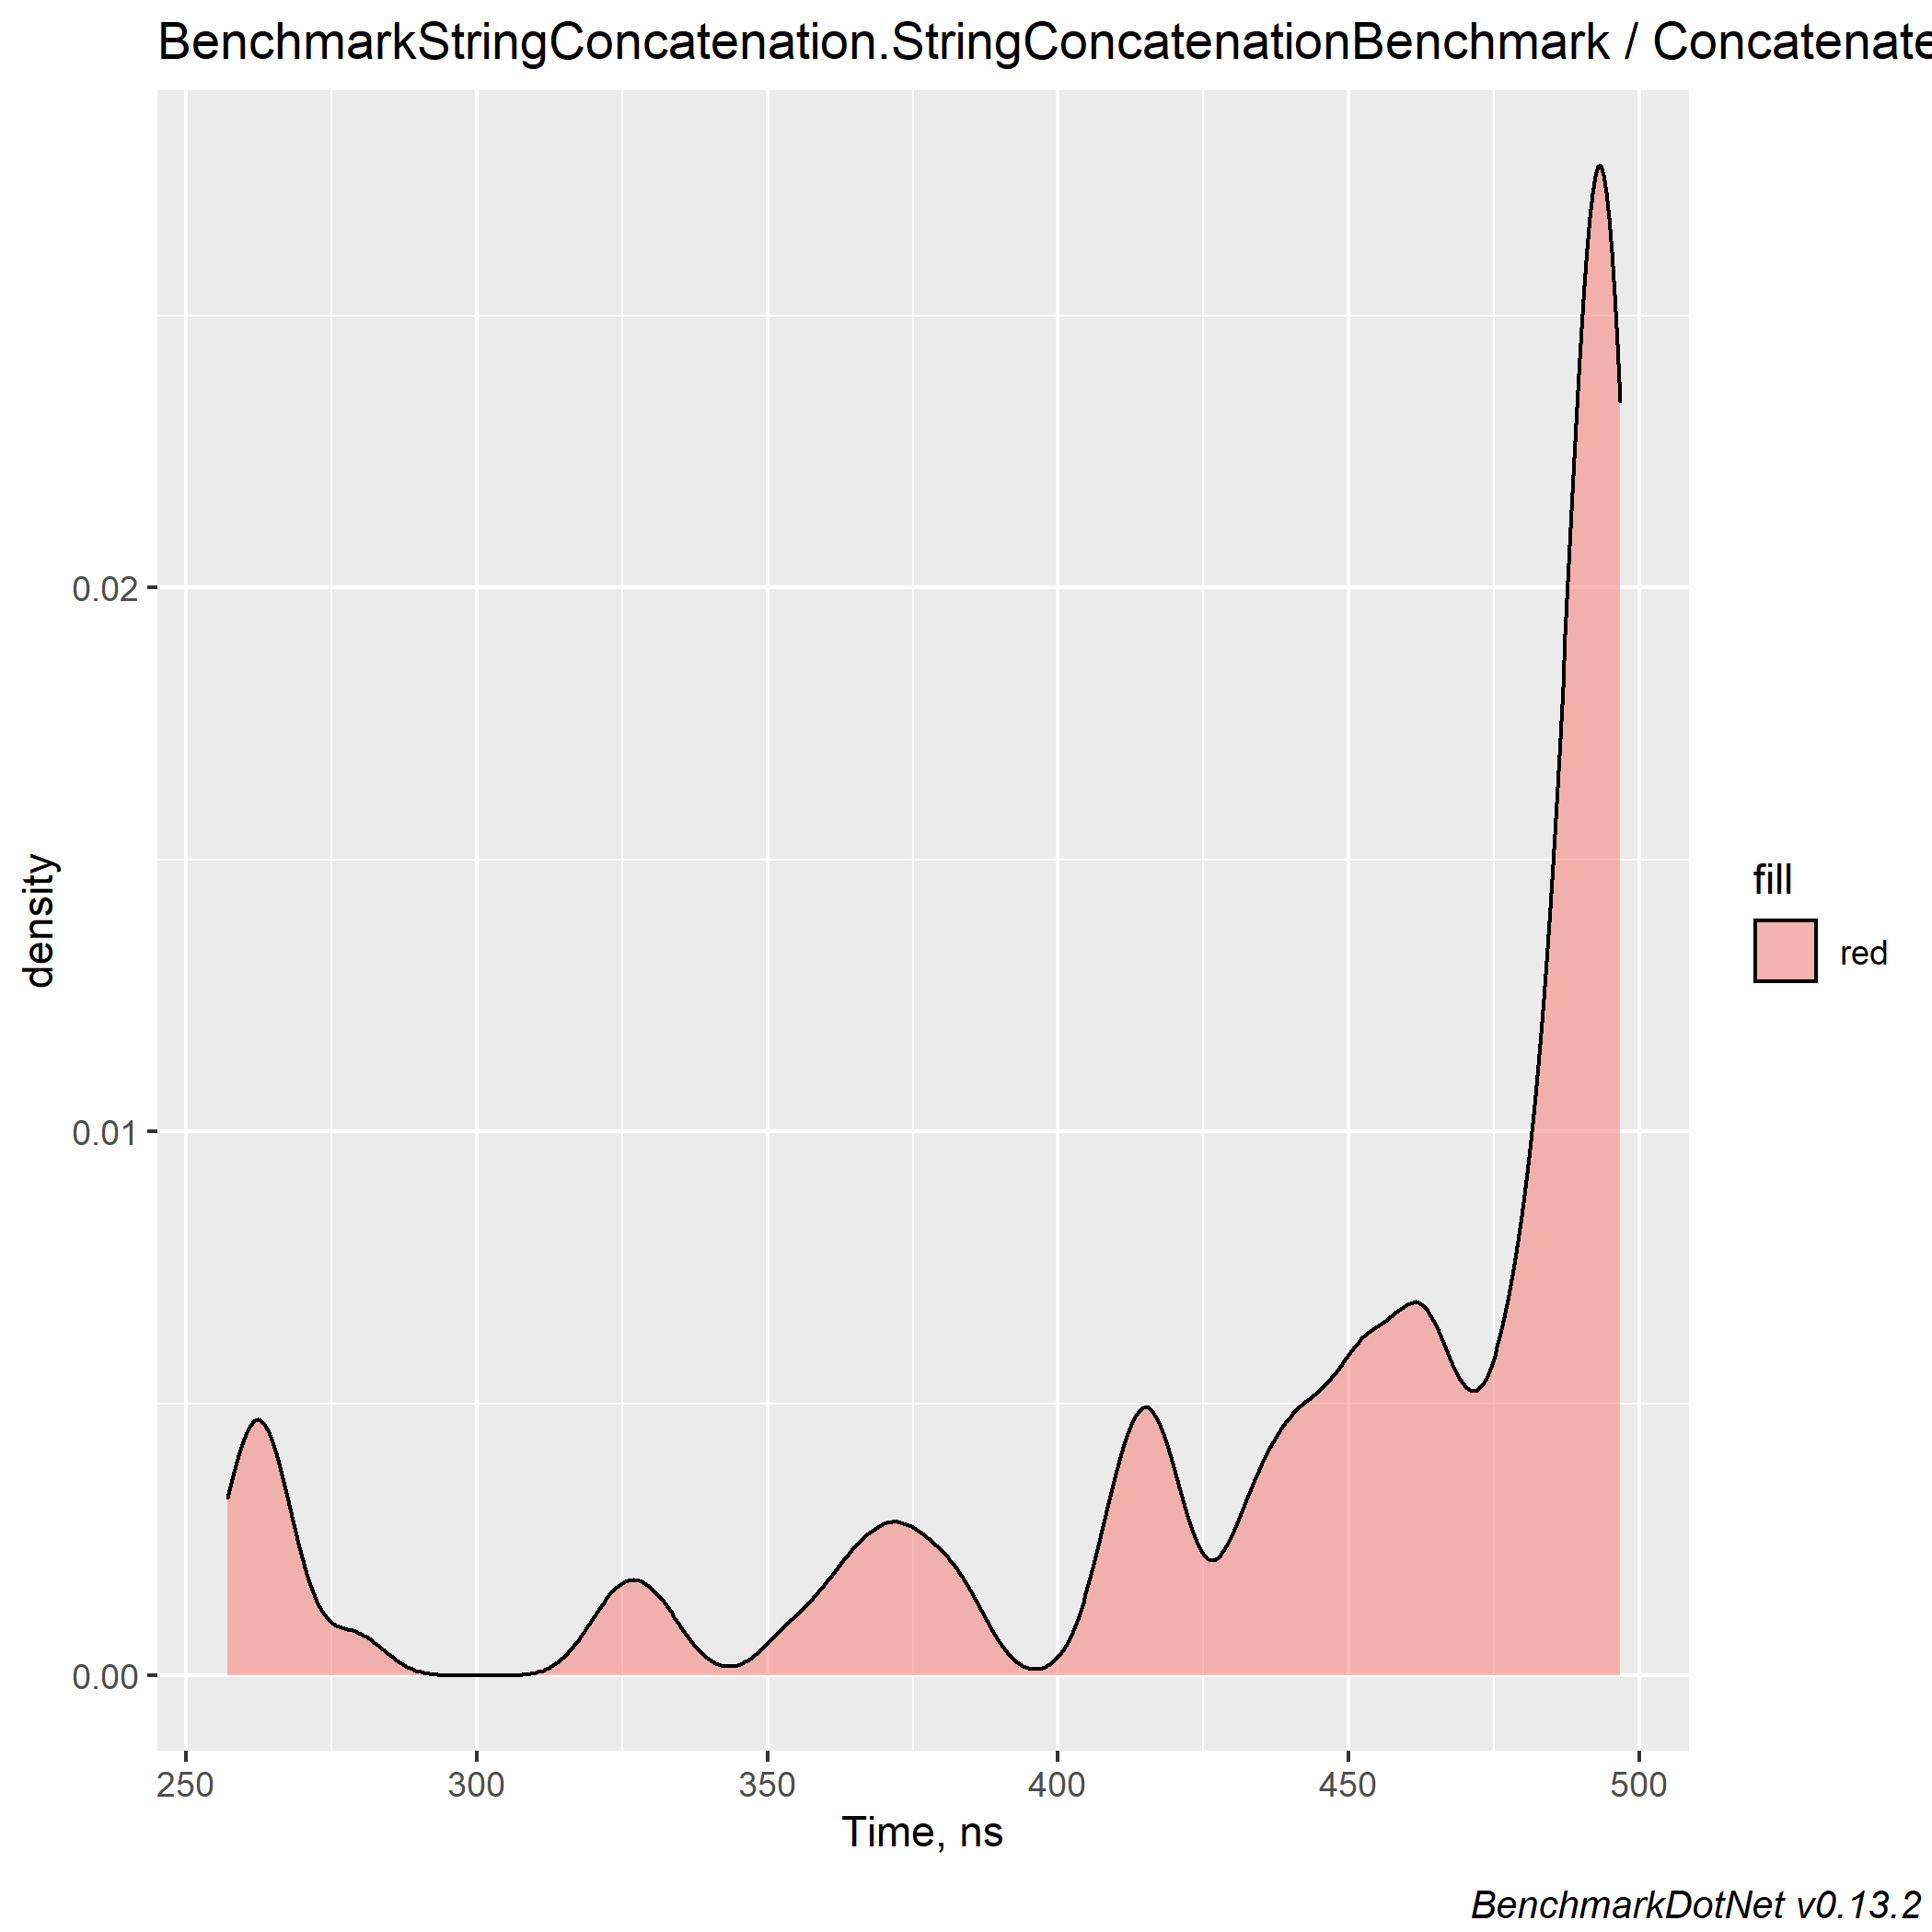 BenchmarkStringConcatenation.StringConcatenationBenchmark / Concatenate
0.02
0.01
0.00
density
250 300 350 400 450 500
Time, ns
fill
red
BenchmarkDotNet v0.13.2